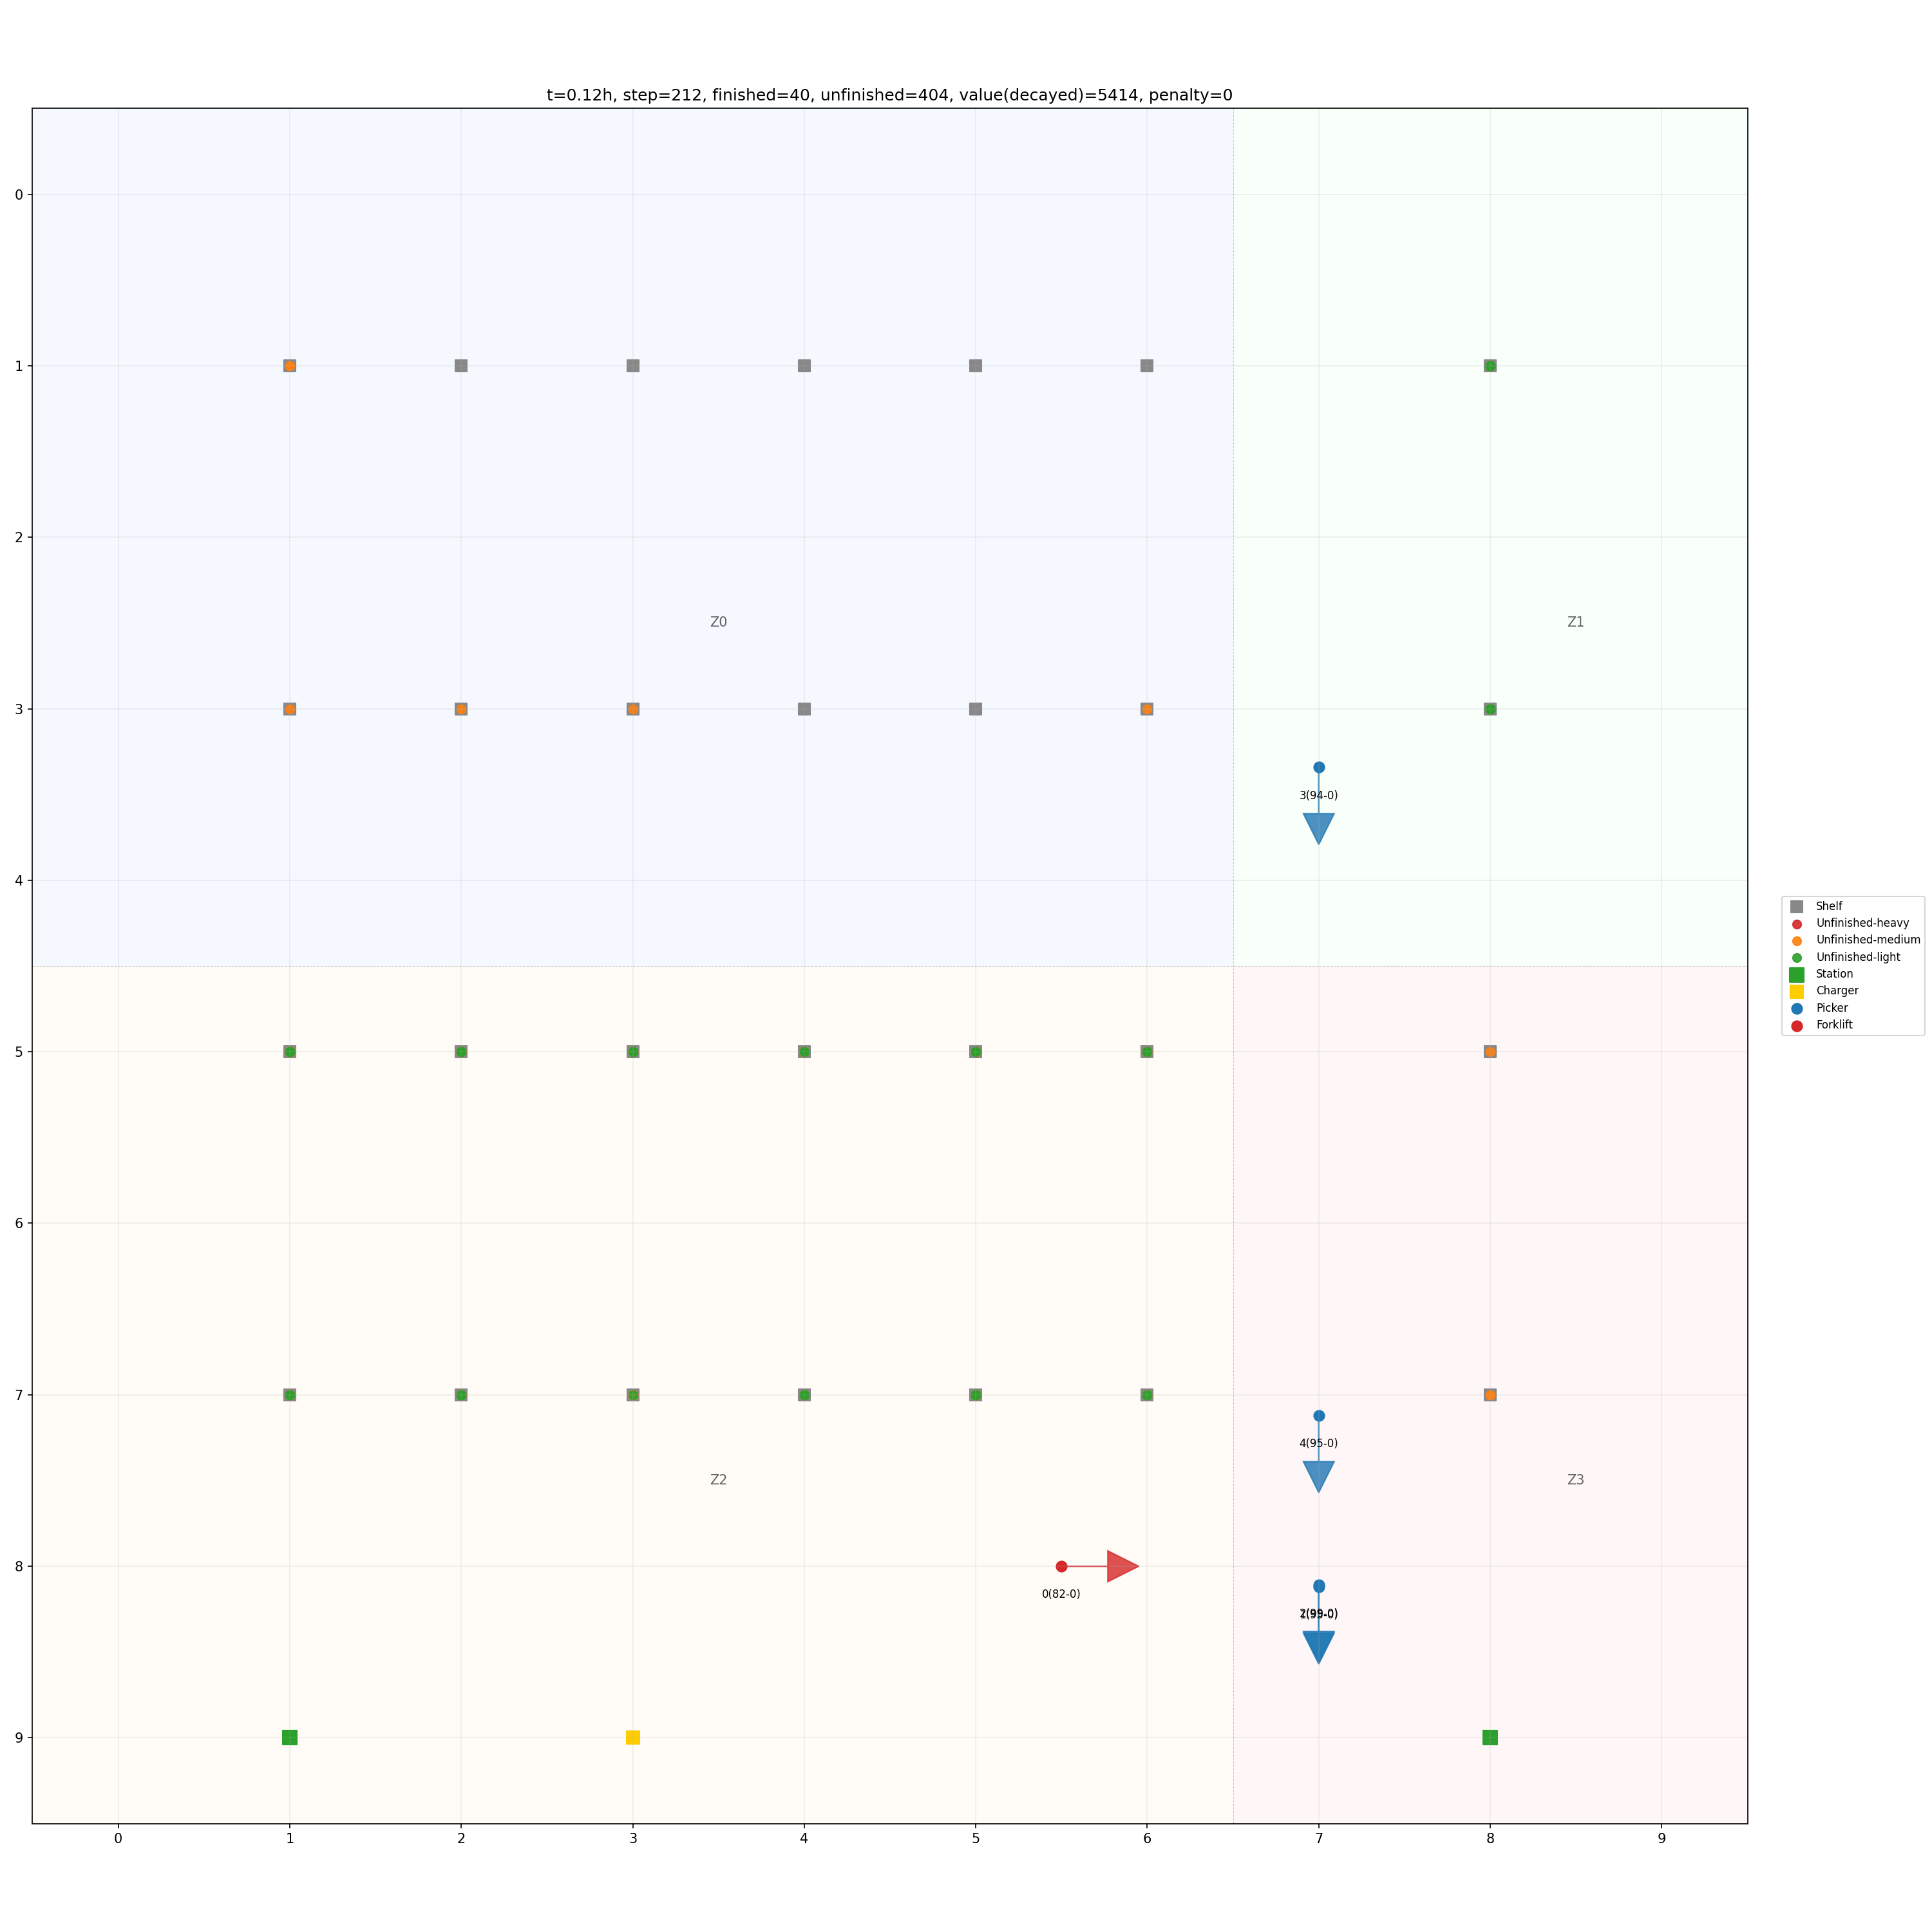 t=0.12h, step=212, finished=40, unfinished=404, value(decayed)=5414, penalty=0
0
1
2
Z0
Z1
3
3(94-0)
4
Shelf
Unfinished-heavy
Unfinished-medium
Unfinished-light
Station
Charger
Picker
Forklift
5
6
7
4(95-0)
Z2
Z3
8
0(82-0)
9
0 1 2 3 4 5 6 7 8 9